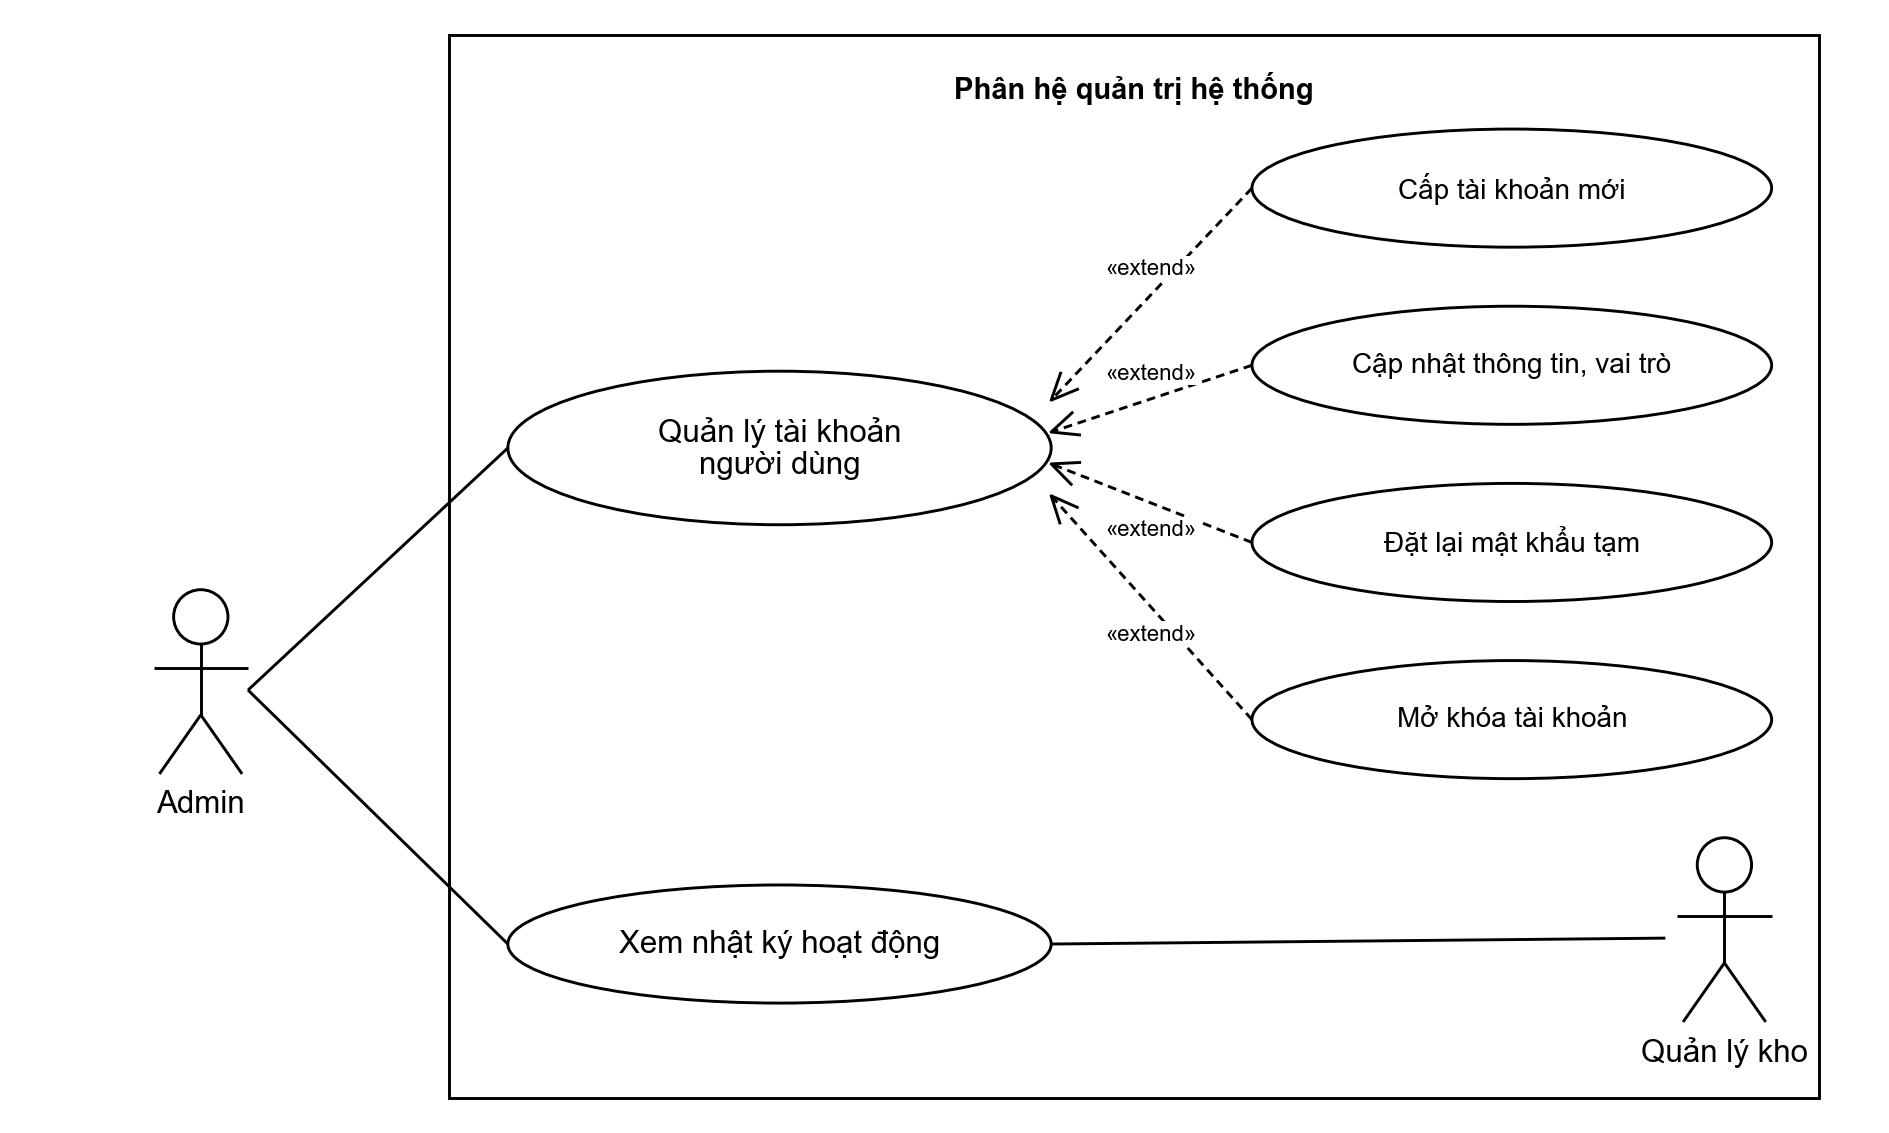 Phân hệ quản trị hệ thống
Cấp tài khoản mới
«extend»
Cập nhật thông tin, vai trò
«extend»
Quản lý tài khoản
người dùng
Đặt lại mật khẩu tạm
«extend»
«extend»
Mở khóa tài khoản
Admin
Xem nhật ký hoạt động
Quản lý kho